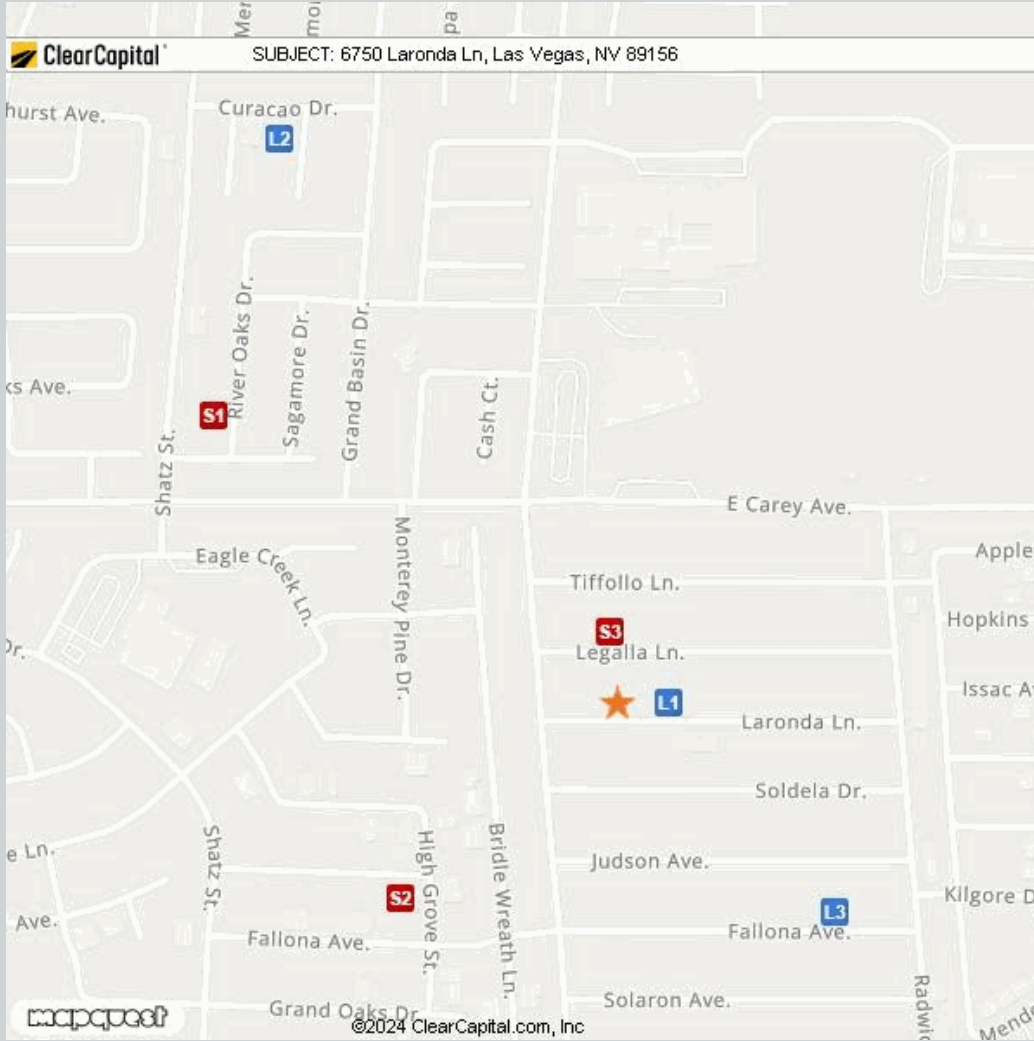 Mer
mo
pa
ClearCapital
SUBJECT: 6750 Laronda Ln, Las Vegas, NV 89156
hurst Ave.
Curacao Dr.
L2
River Oaks Dr.
Sagamore Dr.
Grand Basin Dr.
ks Ave.
S1
Cash Ct.
Shatz St.
E Carey Ave.
Monterey Pine Dr.
Eagle Creek Ln.
Apple
Tiffollo Ln.
Hopkins
S3
Dr.
Legalla Ln.
Issac Av
L1
Laronda Ln.
Soldela Dr.
e Ln.
Shatz St.
High Grove St.
Bridle Wreath Ln.
Judson Ave.
S2
Kilgore D
L3
Ave.
Fallona Ave.
Fallona Ave.
Radwic
Solaron Ave.
Grand Oaks Dr
mapquest
©2024 ClearCapital.com, Inc
Mende